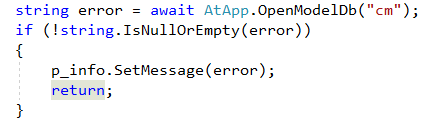 string error = await AtApp.OpenModelDb("cm");
if (!string.IsNullOrEmpty(error))
{
p_info.SetMessage(error);
return;
}